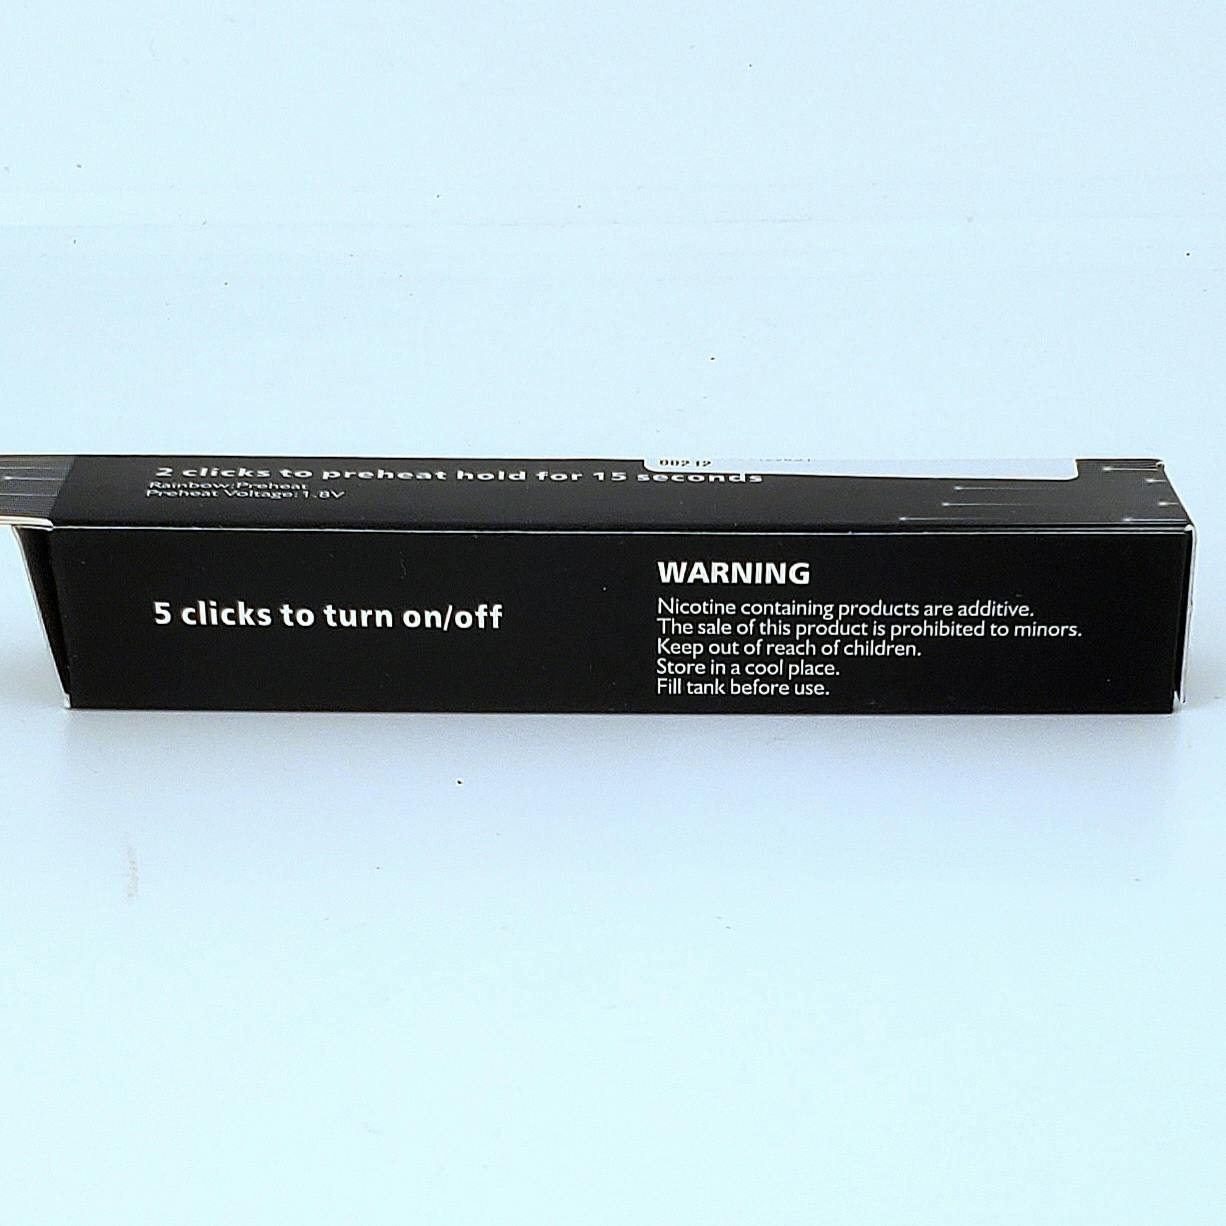 2 clicks to preheat hold for 15 seconds
Rainbow:Preheat
Preheat Voltage:1.8V
5 clicks to turn on/off
WARNING
Nicotine containing products are additive.
The sale of this product is prohibited to minors.
Keep out of reach of children.
Store in a cool place.
Fill tank before use.